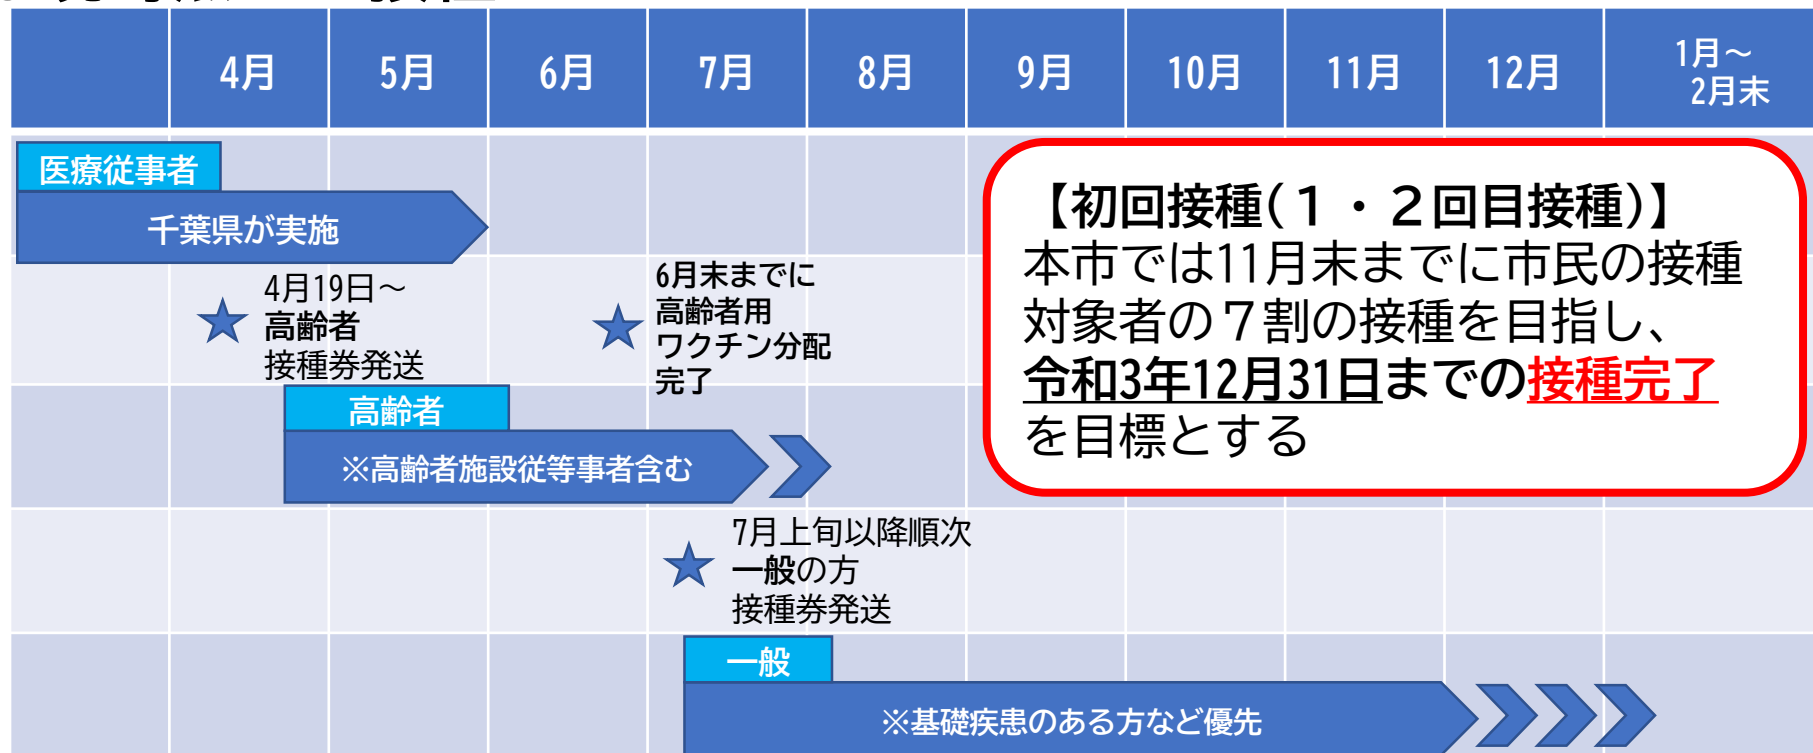 4月
5月
6月
7月
8月
9月
10月
11月
12月
1月～
2月末
医療従事者
千葉県が実施
4月19日～
高齢者
接種券発送
6月末までに
高齢者用
ワクチン分配
完了
【初回接種(１・２回目接種)】
本市では11月末までに市民の接種
対象者の７割の接種を目指し、
令和3年12月31日までの接種完了
を目標とする
高齢者
※高齢者施設従等事者含む
7月上旬以降順次
一般の方
接種券発送
一般
※基礎疾患のある方など優先